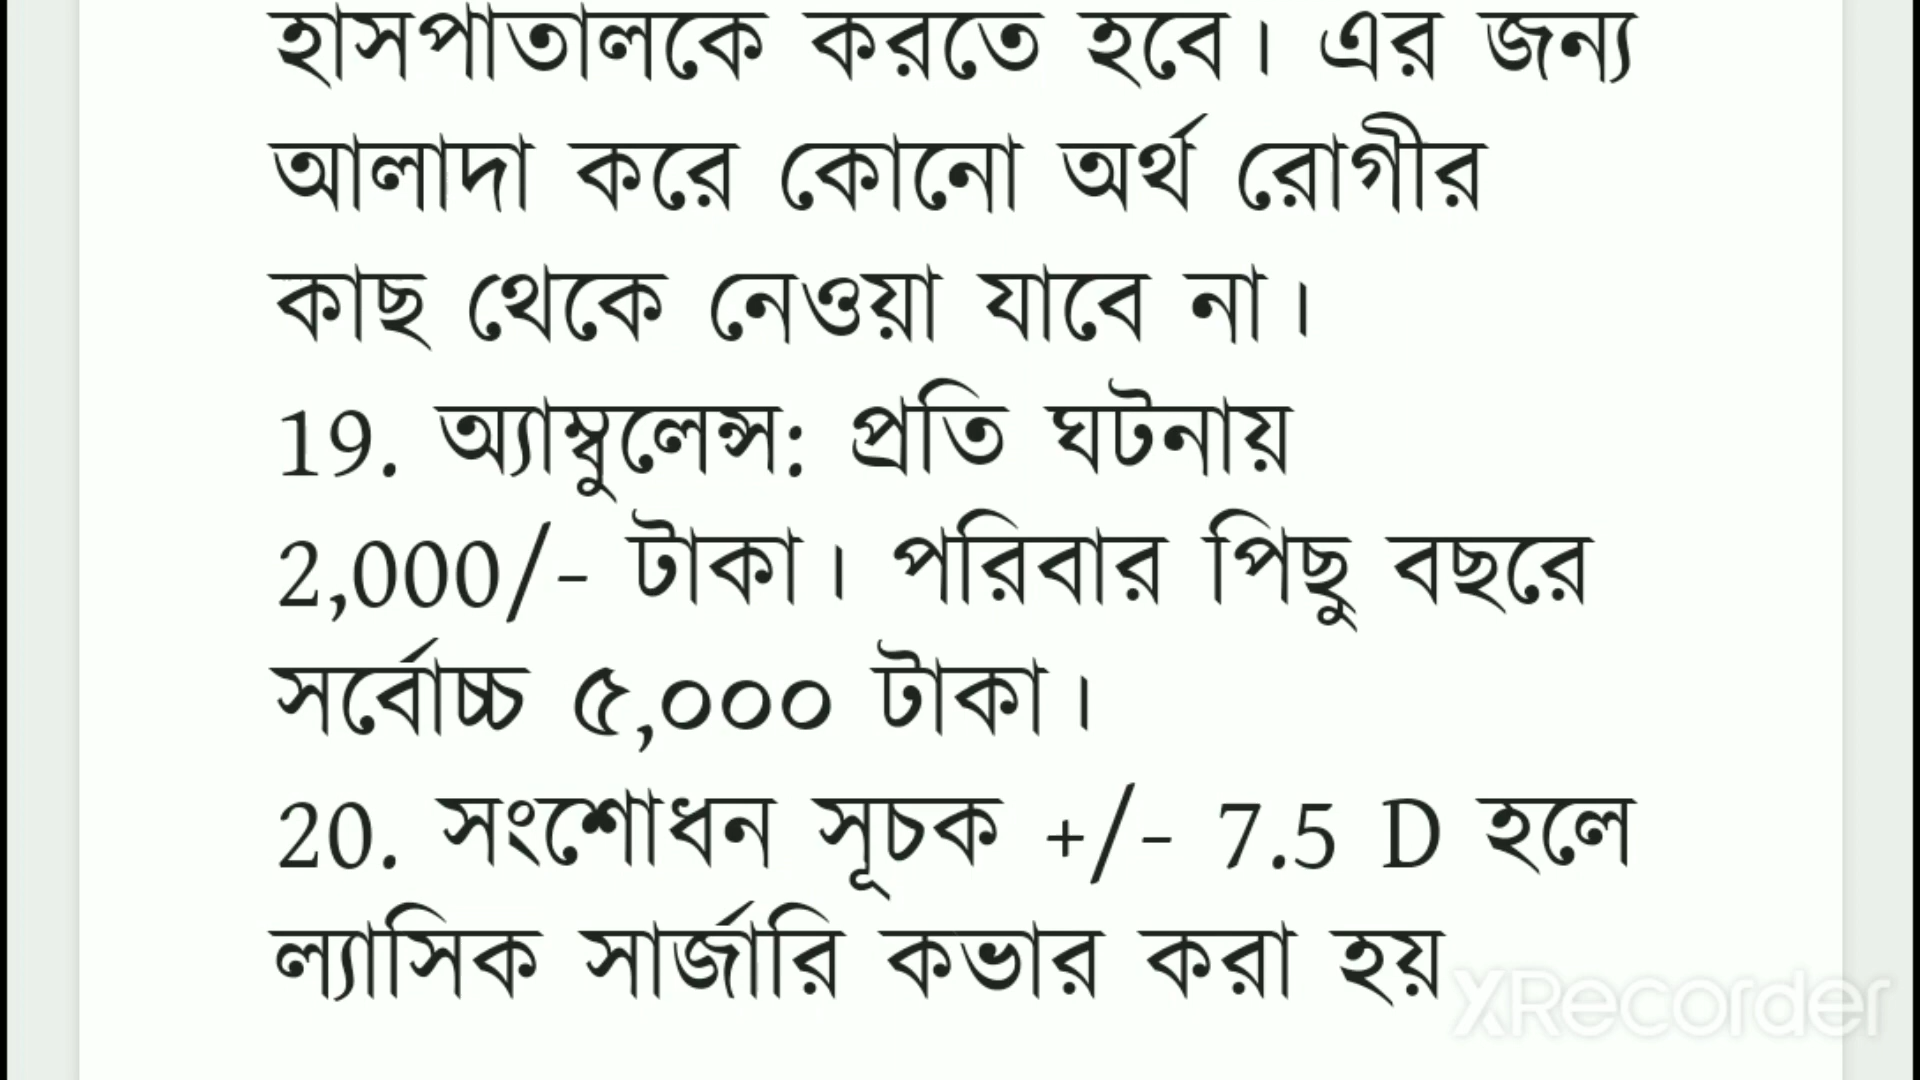 হাসপাতালকে করতে হবে। এর জন্য
আলাদা করে কোনো অর্থ রোগীর
কাছ থেকে নেওয়া যাবে না।
19. অ্যাম্বুলেন্স: প্রতি ঘটনায়
2,000/- টাকা। পরিবার পিছু বছরে
সর্বোচ্চ ৫,০০০ টাকা।
20. সংশোধন সূচক +/- 7.5 D হলে
ল্যাসিক সার্জারি কভার করা হয়
XRecorder